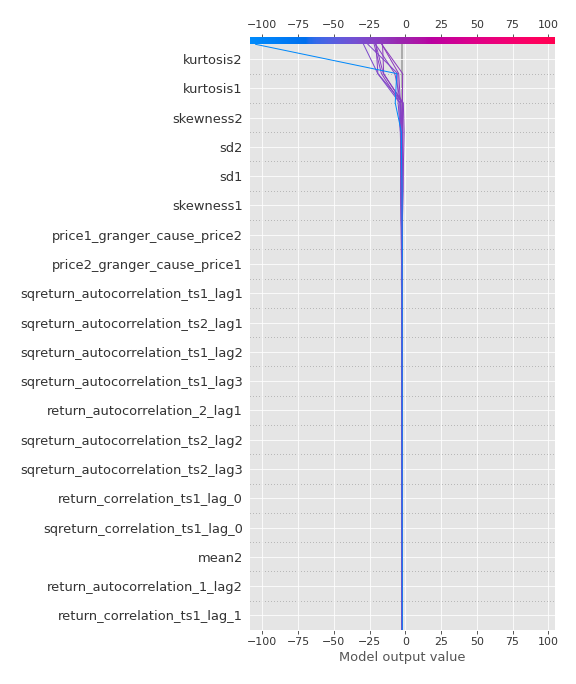 −100 −75 −50 −25 0 25 50 75 100
kurtosis2
kurtosis1
skewness2
sd2
sd1
skewness1
price1_granger_cause_price2
price2_granger_cause_price1
sqreturn_autocorrelation_ts1_lag1
sqreturn_autocorrelation_ts2_lag1
sqreturn_autocorrelation_ts1_lag2
sqreturn_autocorrelation_ts1_lag3
return_autocorrelation_2_lag1
sqreturn_autocorrelation_ts2_lag2
sqreturn_autocorrelation_ts2_lag3
return_correlation_ts1_lag_0
sqreturn_correlation_ts1_lag_0
mean2
return_autocorrelation_1_lag2
return_correlation_ts1_lag_1
−100 −75 −50 −25 0 25 50 75 100
Model output value